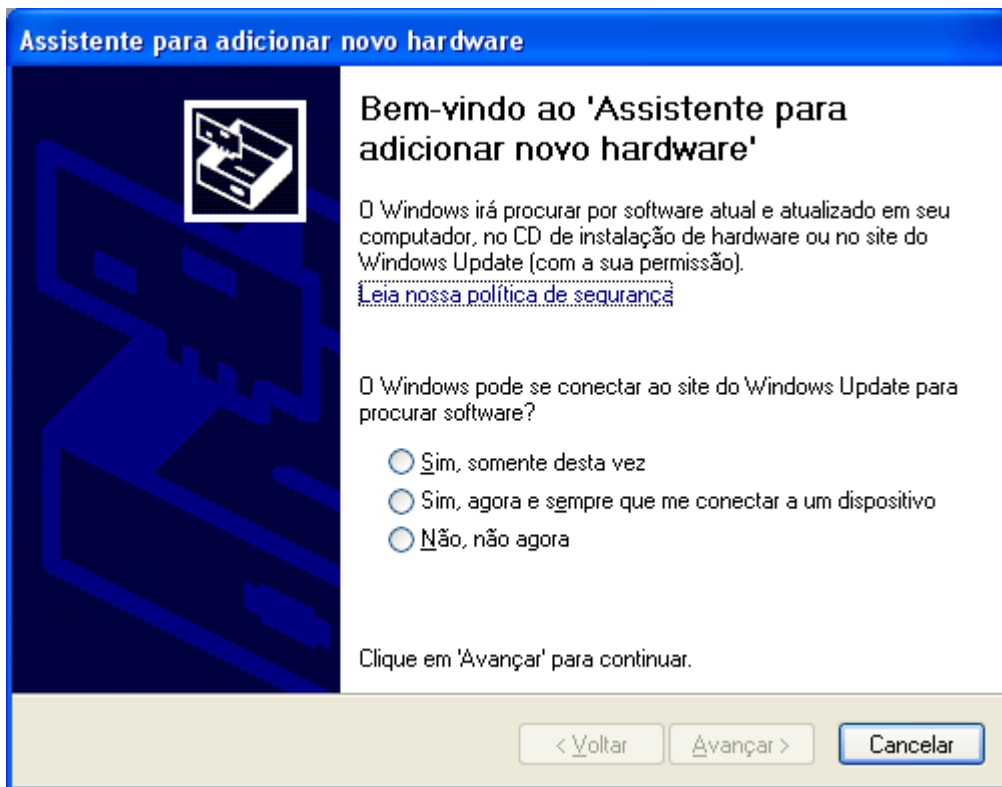 Assistente para adicionar novo hardware
Bem-vindo ao 'Assistente para
adicionar novo hardware'
O Windows irá procurar por software atual e atualizado em seu
computador, no CD de instalação de hardware ou no site do
Windows Update (com a sua permissão).
Leia nossa política de segurança
O Windows pode se conectar ao site do Windows Update para
procurar software?
Sim, somente desta vez
Sim, agora e sempre que me conectar a um dispositivo
Não, não agora
Clique em 'Avançar' para continuar.
< Voltar Avançar > Cancelar